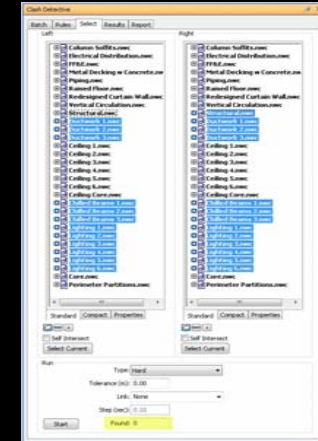 Clash Detective
Batch Rules Select Results Report
Left
Right
Column Soffits.nwc
Electrical Distribution.nwc
FF&E.nwc
Metal Decking w Concrete.nw
Piping.nwc
Raised Floor.nwc
Redesigned Curtain Wall.nwc
Vertical Circulation.nwc
Structural.nwc
Ductwork 1.nwc
Ductwork 2.nwc
Ductwork 3.nwc
Ceiling 1.nwc
Ceiling 2.nwc
Ceiling 3.nwc
Ceiling 4.nwc
Ceiling 5.nwc
Ceiling 6.nwc
Ceiling Core.nwc
Chilled Beams 1.nwc
Chilled Beams 2.nwc
Chilled Beams 3.nwc
Lighting 1.nwc
Lighting 2.nwc
Lighting 3.nwc
Lighting 4.nwc
Lighting 5.nwc
Lighting 6.nwc
Core.nwc
Perimeter Partitions.nwc
Standard Compact Properties
Self Intersect
Select Current
Column Soffits.nwc
Electrical Distribution.nwc
FF&E.nwc
Metal Decking w Concrete.nw
Piping.nwc
Raised Floor.nwc
Redesigned Curtain Wall.nwc
Vertical Circulation.nwc
Structural.nwc
Ductwork 1.nwc
Ductwork 2.nwc
Ductwork 3.nwc
Ceiling 1.nwc
Ceiling 2.nwc
Ceiling 3.nwc
Ceiling 4.nwc
Ceiling 5.nwc
Ceiling 6.nwc
Ceiling Core.nwc
Chilled Beams 1.nwc
Chilled Beams 2.nwc
Chilled Beams 3.nwc
Lighting 1.nwc
Lighting 2.nwc
Lighting 3.nwc
Lighting 4.nwc
Lighting 5.nwc
Lighting 6.nwc
Core.nwc
Perimeter Partitions.nwc
Standard Compact Properties
Self Intersect
Select Current
Run
Type: Hard
Tolerance (m): 0.00
Link: None
Step (sec): 0.10
Start Found: 0